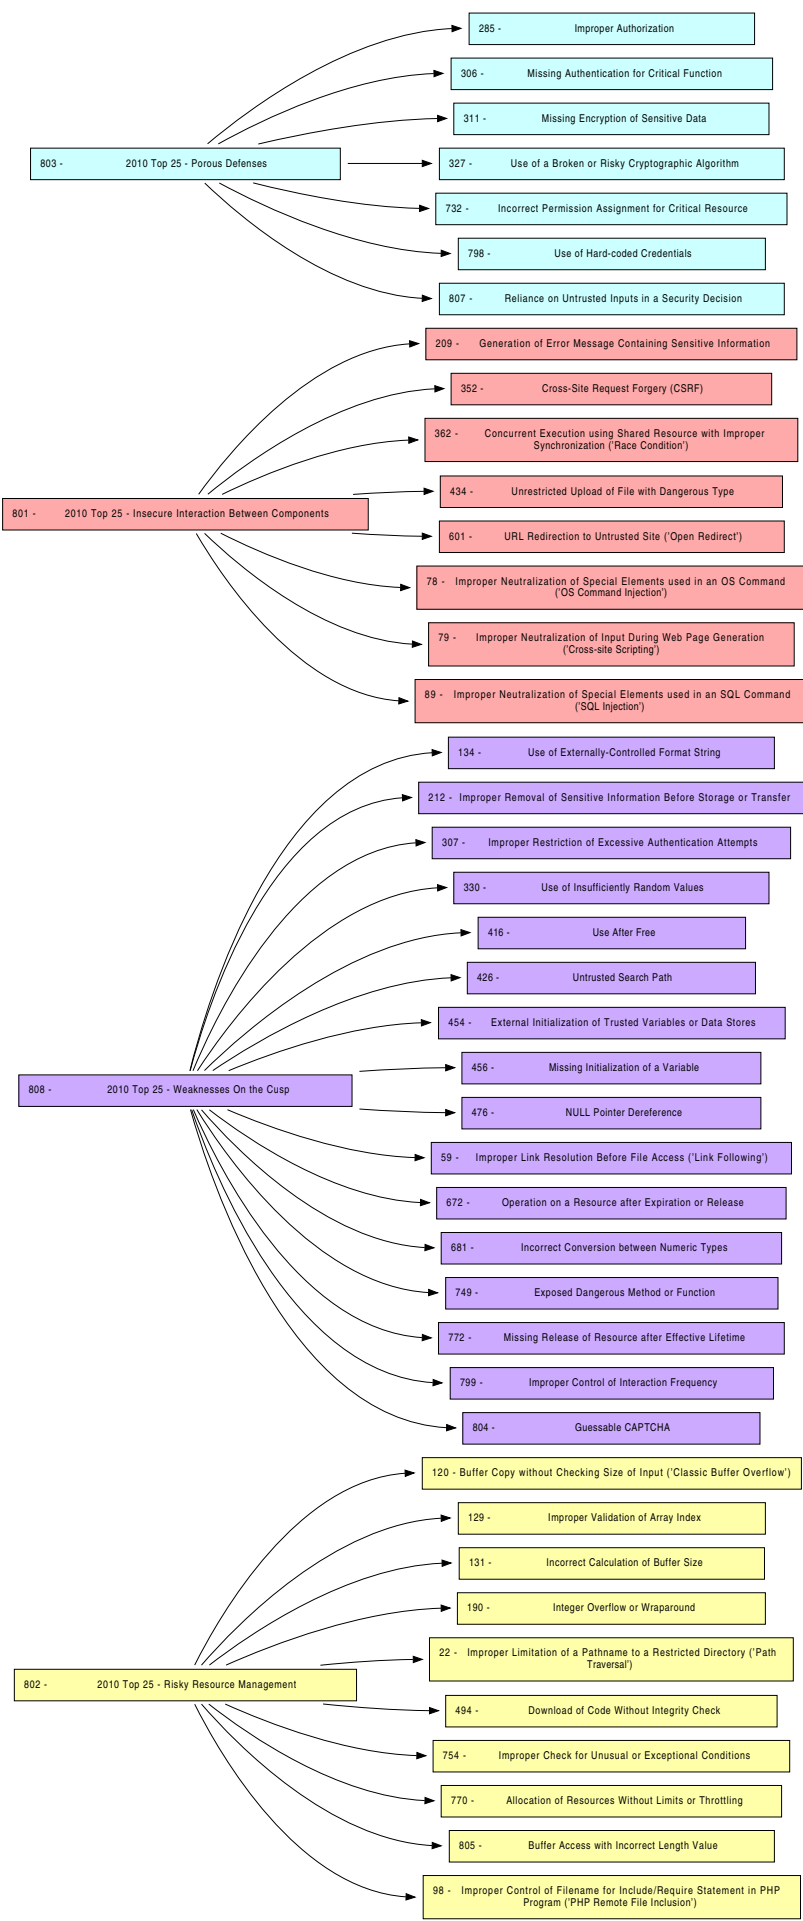 803 - 2010 Top 25 - Porous Defenses
285 - Improper Authorization
306 - Missing Authentication for Critical Function
311 - Missing Encryption of Sensitive Data
327 - Use of a Broken or Risky Cryptographic Algorithm
732 - Incorrect Permission Assignment for Critical Resource
798 - Use of Hard-coded Credentials
807 - Reliance on Untrusted Inputs in a Security Decision
801 - 2010 Top 25 - Insecure Interaction Between Components
209 - Generation of Error Message Containing Sensitive Information
352 - Cross-Site Request Forgery (CSRF)
362 - Concurrent Execution using Shared Resource with Improper
Synchronization ('Race Condition')
434 - Unrestricted Upload of File with Dangerous Type
601 - URL Redirection to Untrusted Site ('Open Redirect')
78 - Improper Neutralization of Special Elements used in an OS Command
('OS Command Injection')
79 - Improper Neutralization of Input During Web Page Generation
('Cross-site Scripting')
89 - Improper Neutralization of Special Elements used in an SQL Command
('SQL Injection')
808 - 2010 Top 25 - Weaknesses On the Cusp
134 - Use of Externally-Controlled Format String
212 - Improper Removal of Sensitive Information Before Storage or Transfer
307 - Improper Restriction of Excessive Authentication Attempts
330 - Use of Insufficiently Random Values
416 - Use After Free
426 - Untrusted Search Path
454 - External Initialization of Trusted Variables or Data Stores
456 - Missing Initialization of a Variable
476 - NULL Pointer Dereference
59 - Improper Link Resolution Before File Access ('Link Following')
672 - Operation on a Resource after Expiration or Release
681 - Incorrect Conversion between Numeric Types
749 - Exposed Dangerous Method or Function
772 - Missing Release of Resource after Effective Lifetime
799 - Improper Control of Interaction Frequency
804 - Guessable CAPTCHA
802 - 2010 Top 25 - Risky Resource Management
120 - Buffer Copy without Checking Size of Input ('Classic Buffer Overflow')
129 - Improper Validation of Array Index
131 - Incorrect Calculation of Buffer Size
190 - Integer Overflow or Wraparound
22 - Improper Limitation of a Pathname to a Restricted Directory ('Path
Traversal')
494 - Download of Code Without Integrity Check
754 - Improper Check for Unusual or Exceptional Conditions
770 - Allocation of Resources Without Limits or Throttling
805 - Buffer Access with Incorrect Length Value
98 - Improper Control of Filename for Include/Require Statement in PHP
Program ('PHP Remote File Inclusion')